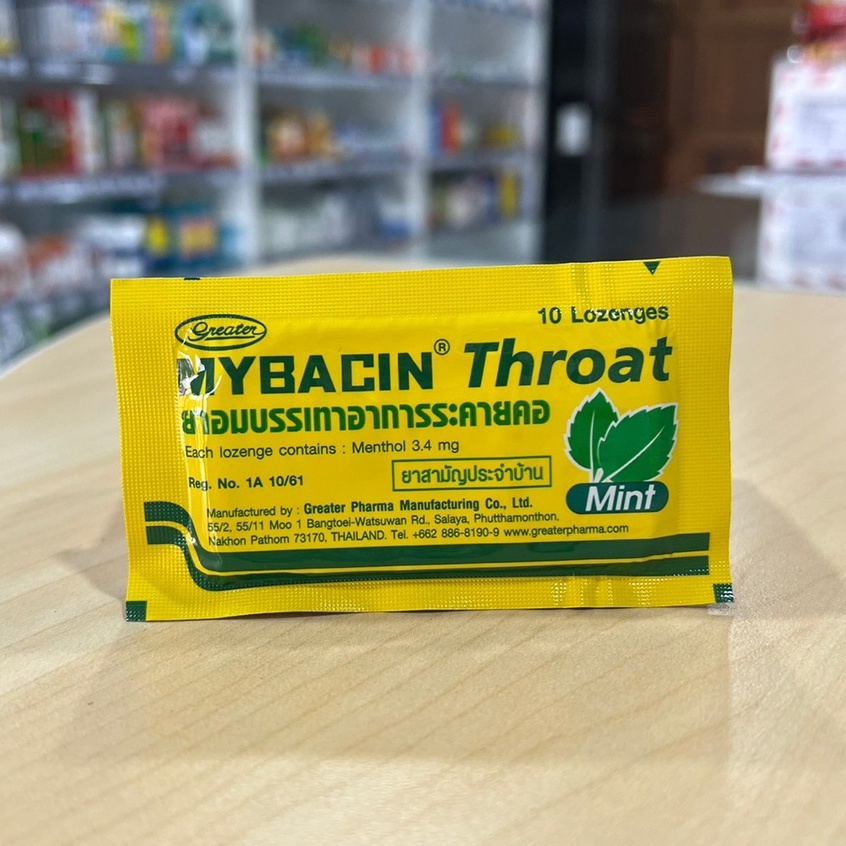 Greater
10 Lozenges
MYBACIN® Throat
ยาอมบรรเทาอาการระคายคอ
Each lozenge contains : Menthol 3.4 mg
Reg. No. 1A 10/61
ยาสามัญประจำบ้าน
Mint
Manufactured by : Greater Pharma Manufacturing Co., Ltd.
55/2, 55/11 Moo 1 Bangtoei-Watsuwan Rd., Salaya, Phutthamonthon,
Nakhon Pathom 73170, THAILAND. Tel. +662 886-8190-9 www.greaterpharma.com